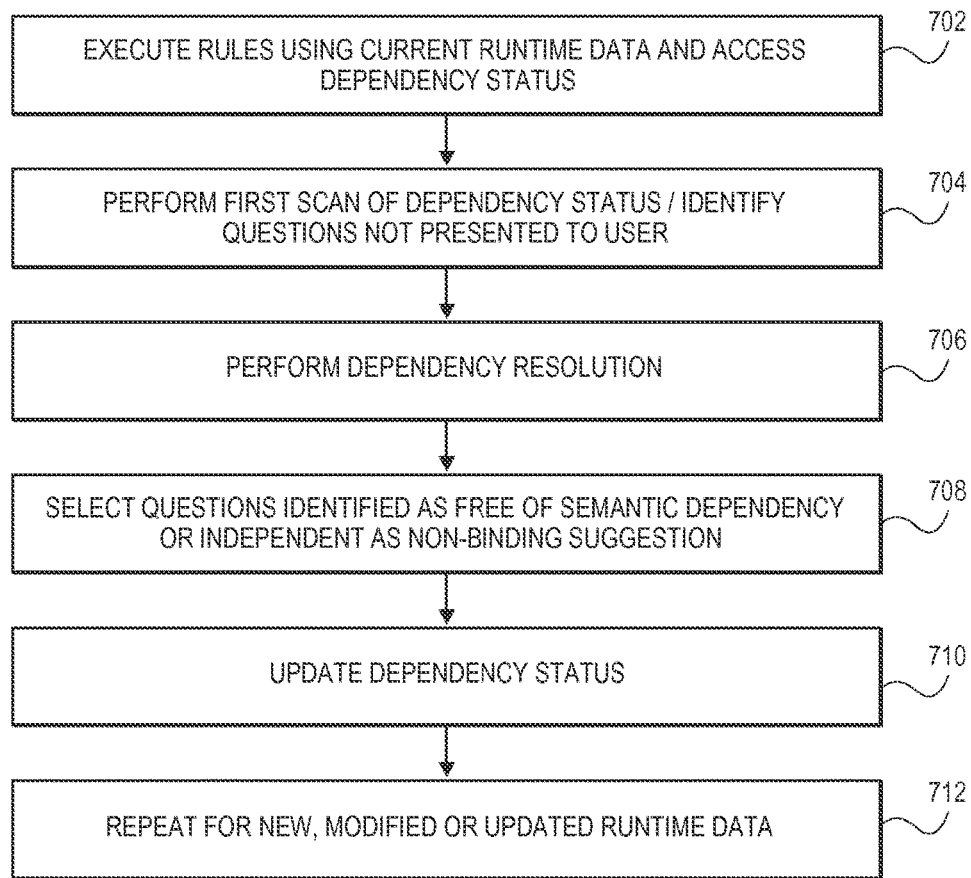 702
EXECUTE RULES USING CURRENT RUNTIME DATA AND ACCESS
DEPENDENCY STATUS
704
PERFORM FIRST SCAN OF DEPENDENCY STATUS / IDENTIFY
QUESTIONS NOT PRESENTED TO USER
706
PERFORM DEPENDENCY RESOLUTION
708
SELECT QUESTIONS IDENTIFIED AS FREE OF SEMANTIC DEPENDENCY
OR INDEPENDENT AS NON-BINDING SUGGESTION
710
UPDATE DEPENDENCY STATUS
712
REPEAT FOR NEW, MODIFIED OR UPDATED RUNTIME DATA